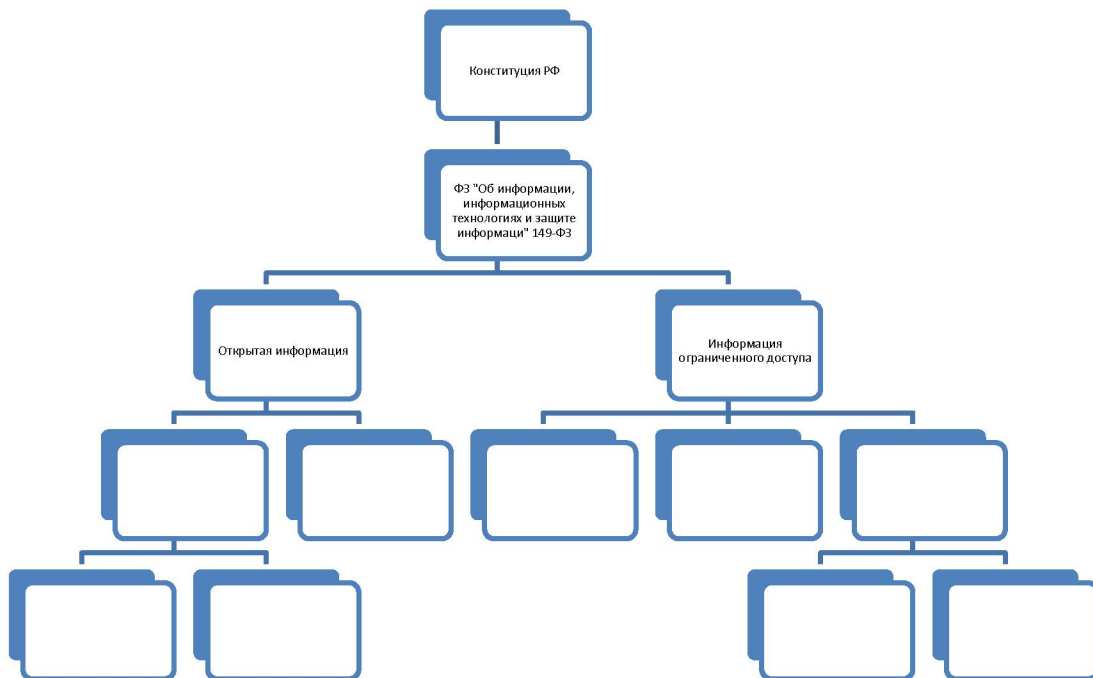 Конституция РФ
ФЗ "Об информации,
информационных
технологиях и защите
информаци" 149-ФЗ
Открытая информация
Информация
ограниченного доступа